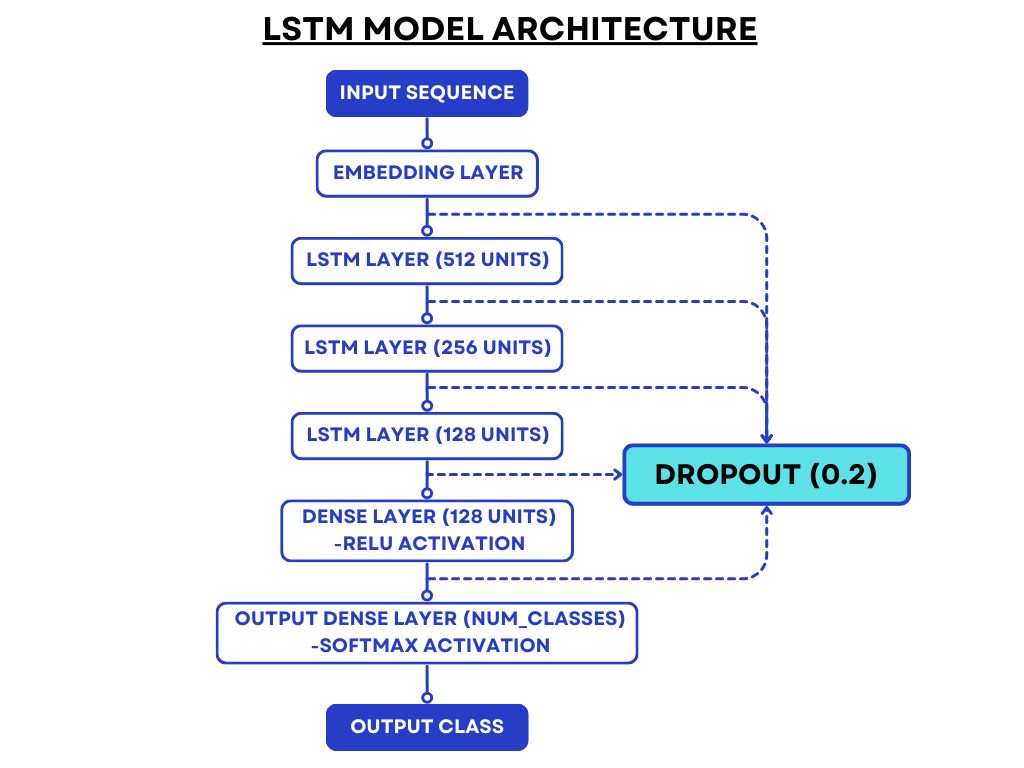 LSTM MODEL ARCHITECTURE
INPUT SEQUENCE
EMBEDDING LAYER
LSTM LAYER (512 UNITS)
LSTM LAYER (256 UNITS)
LSTM LAYER (128 UNITS)
DROPOUT (0.2)
DENSE LAYER (128 UNITS)
-RELU ACTIVATION
OUTPUT DENSE LAYER (NUM_CLASSES)
-SOFTMAX ACTIVATION
OUTPUT CLASS